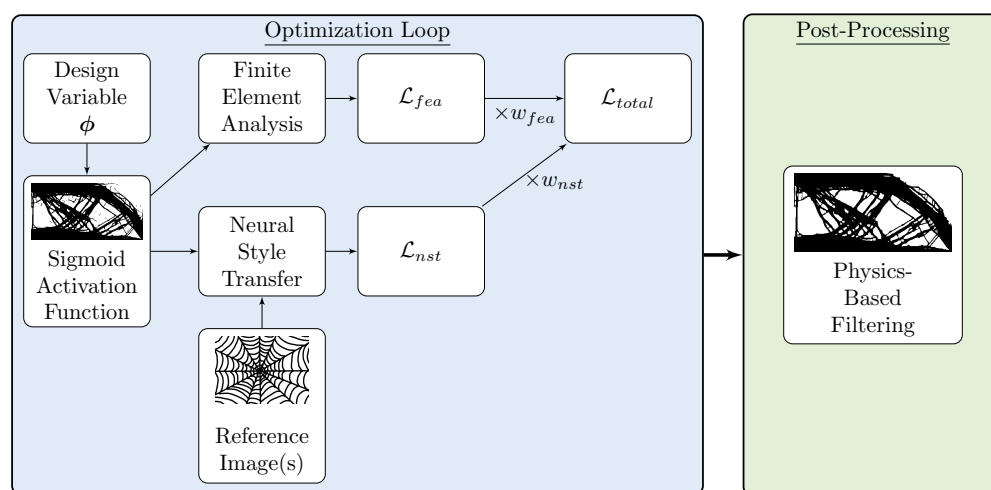 Optimization Loop
Design
Variable
ϕ
Sigmoid
Activation
Function
Finite
Element
Analysis
ℒ_fea
×w_fea
ℒ_total
Neural
Style
Transfer
ℒ_nst
×w_nst
Reference
Image(s)
Post-Processing
Physics-
Based
Filtering